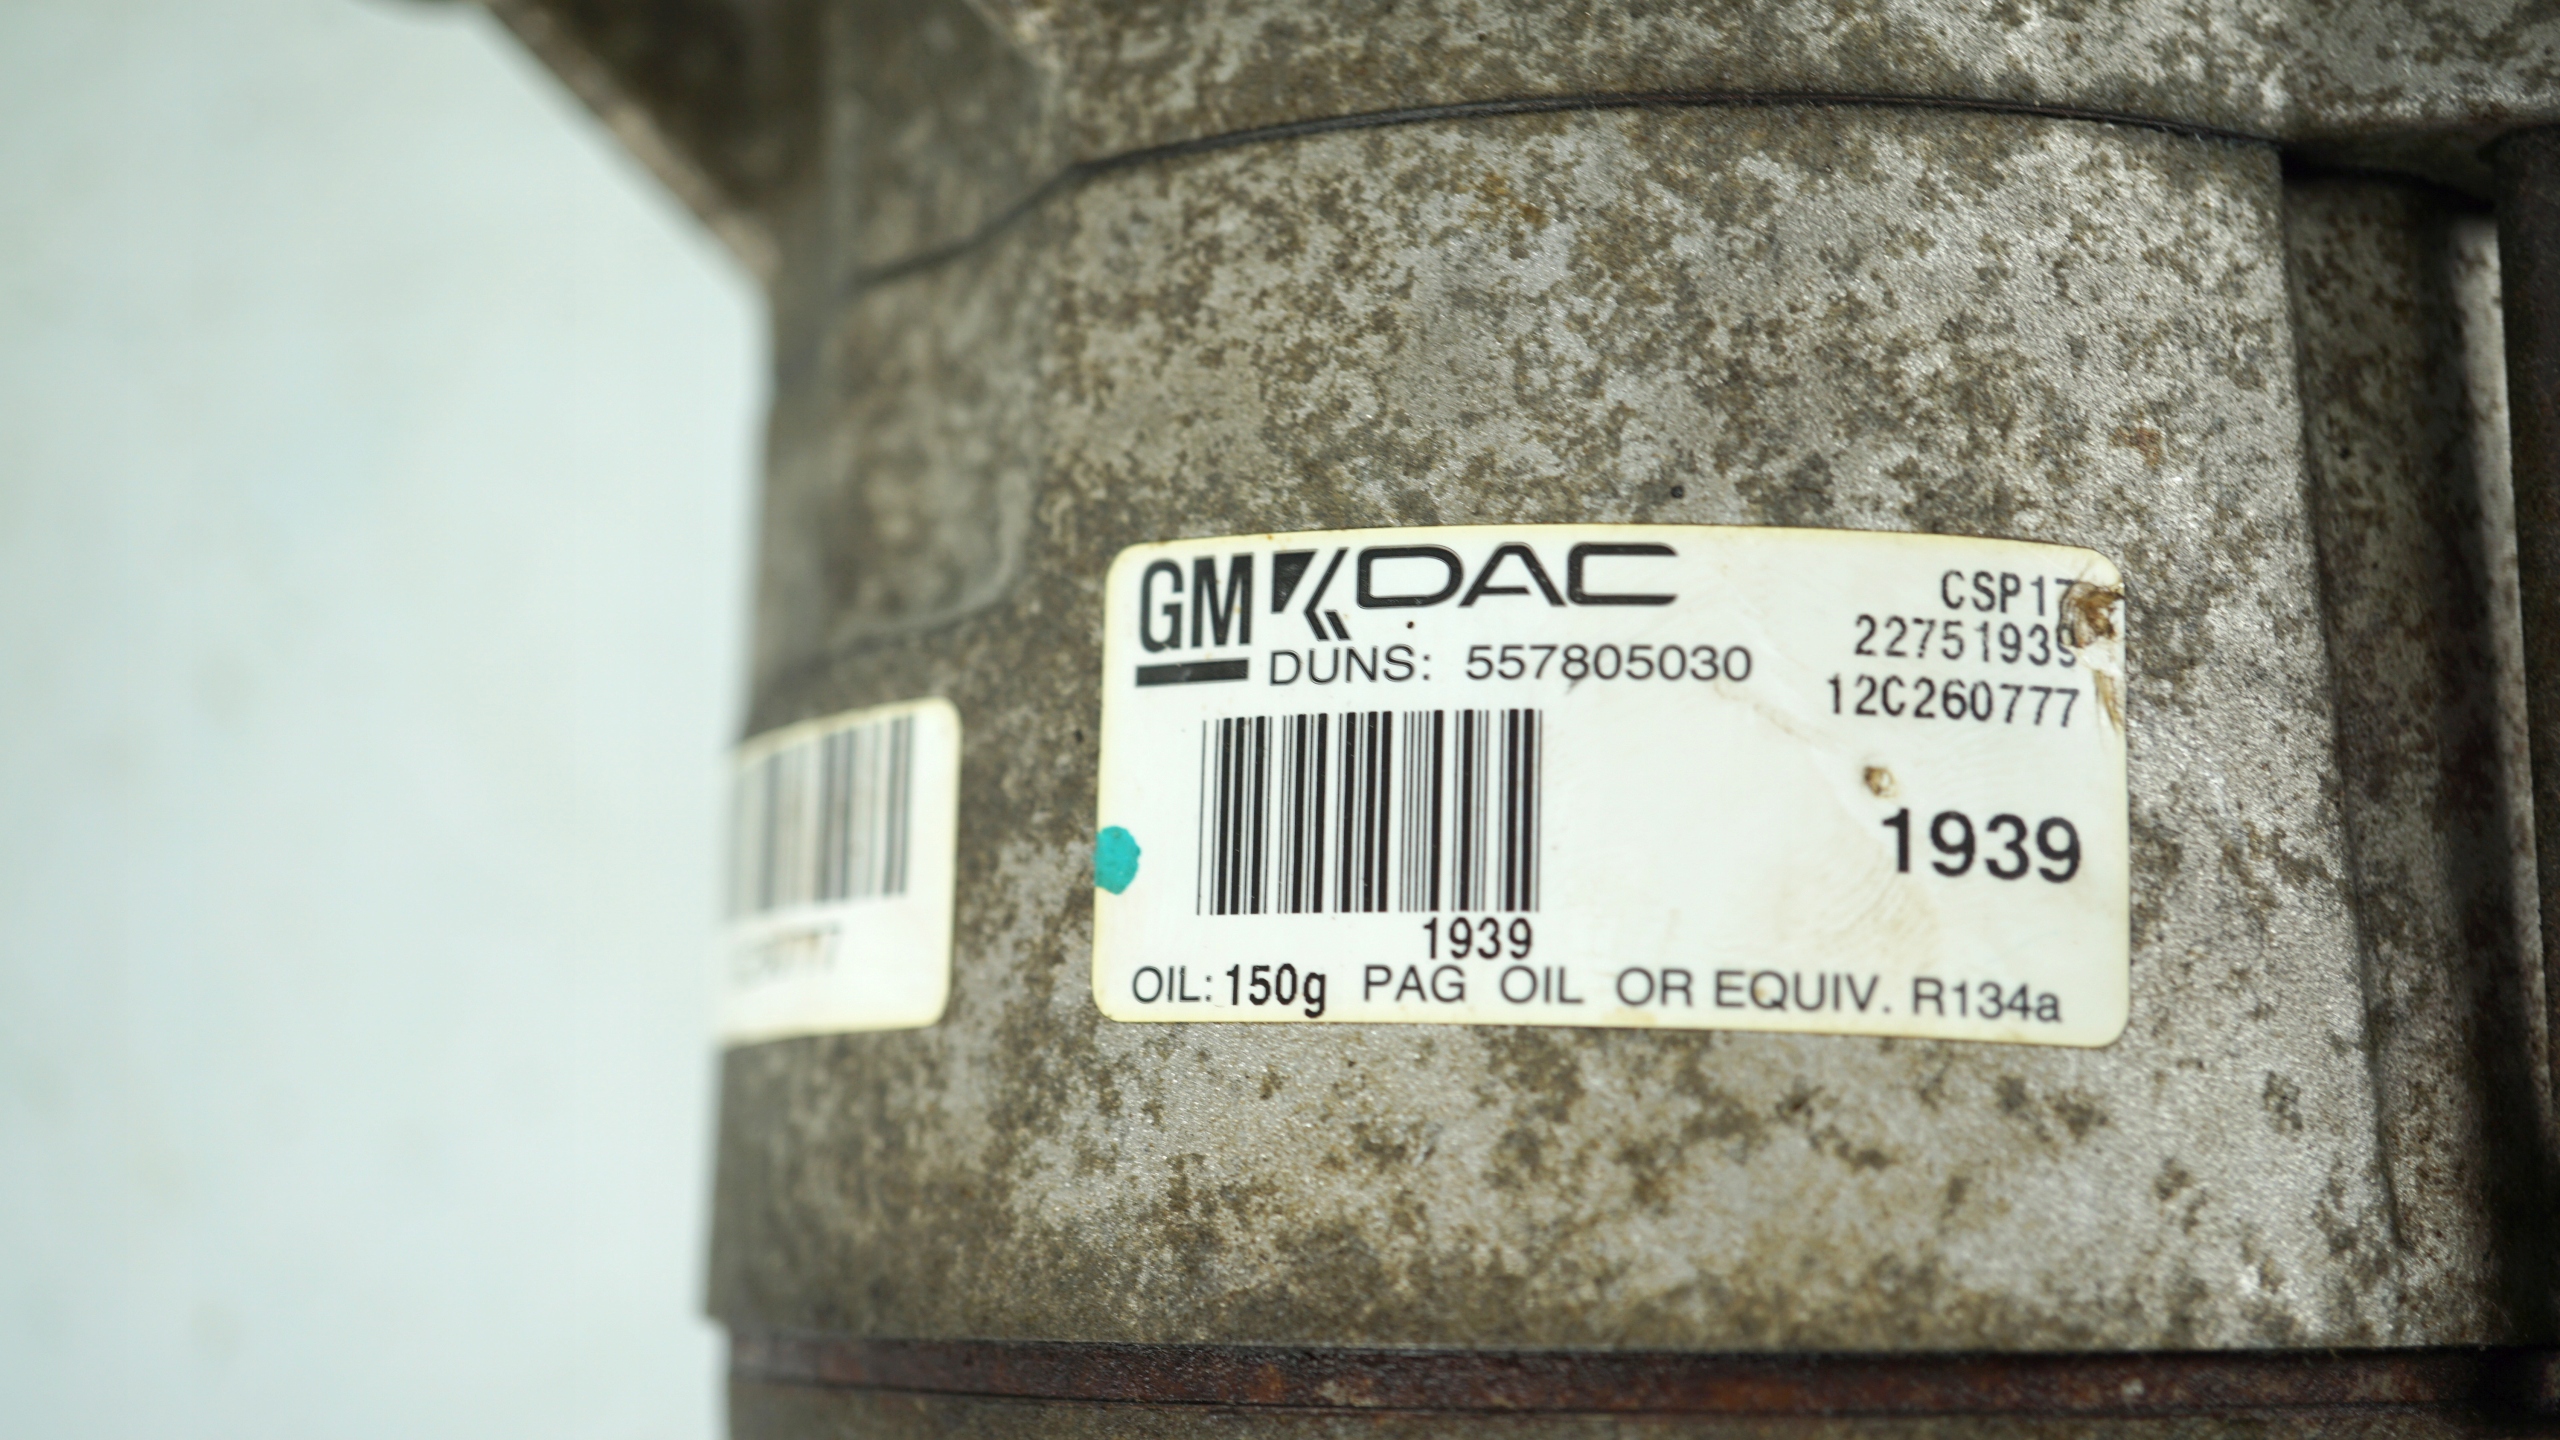 GM DAC
CSP17
DUNS: 557805030
22751939
12C260777
1939
1939
OIL: 150g PAG OIL OR EQUIV. R134a